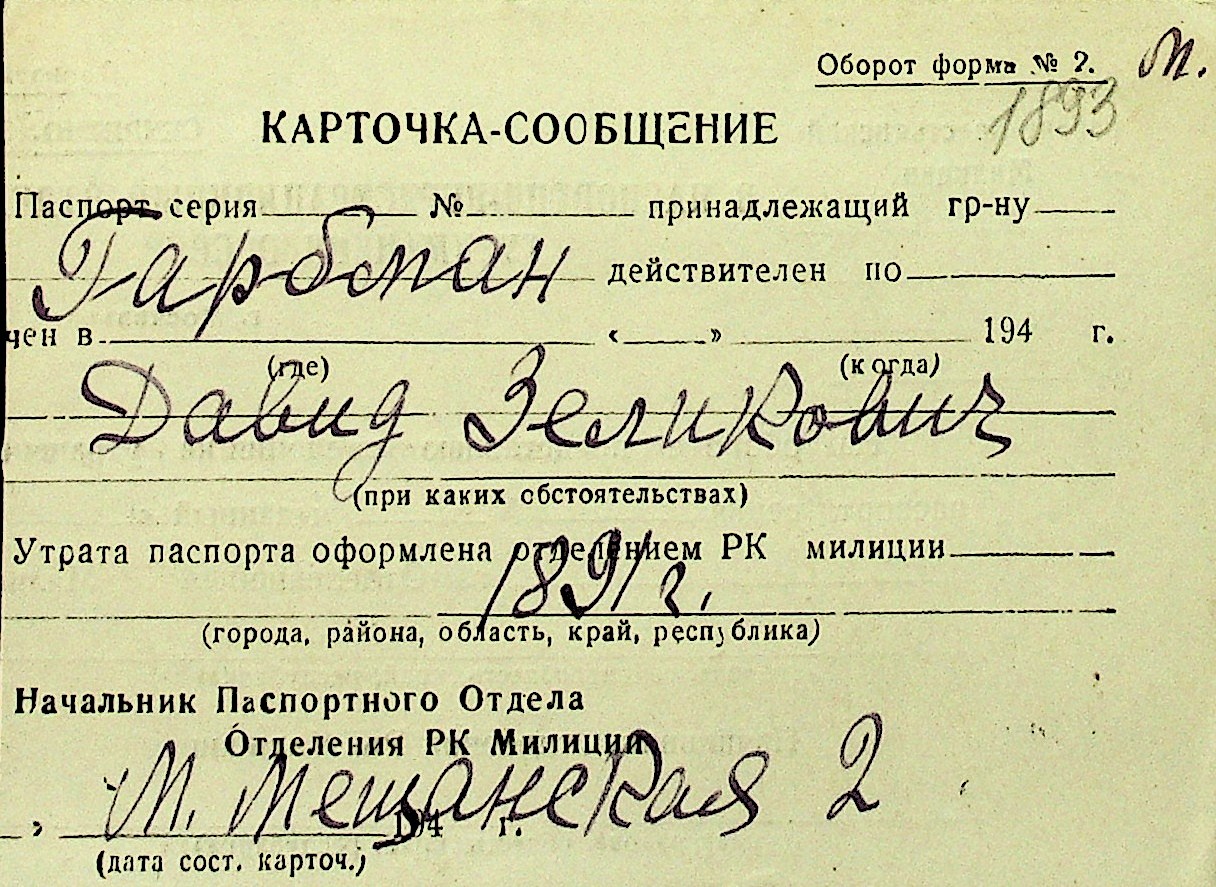 Оборот форма № 2. М.
1893
КАРТОЧКА-СООБЩЕНИЕ
Паспорт серия № принадлежащий гр-ну
Гарбман действителен по
чен в « » 194 г.
(где) (когда)
Давид Зеликович
(при каких обстоятельствах)
Утрата паспорта оформлена отделением РК милиции
1891 г.
(города, района, область, край, республика)
Начальник Паспортного Отдела
Отделения РК Милиции
М. Мещанская 2
» 194 г.
(дата сост. карточ.)